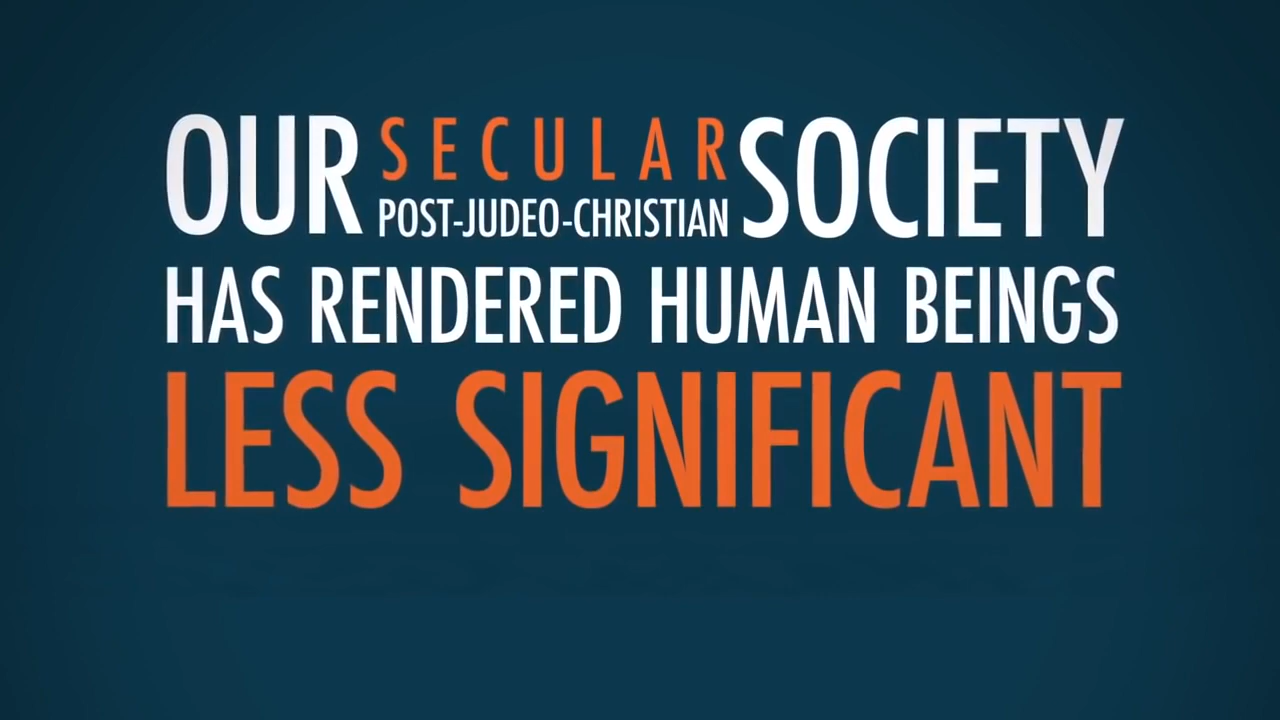 OUR SECULAR SOCIETY
POST-JUDEO-CHRISTIAN
HAS RENDERED HUMAN BEINGS
LESS SIGNIFICANT